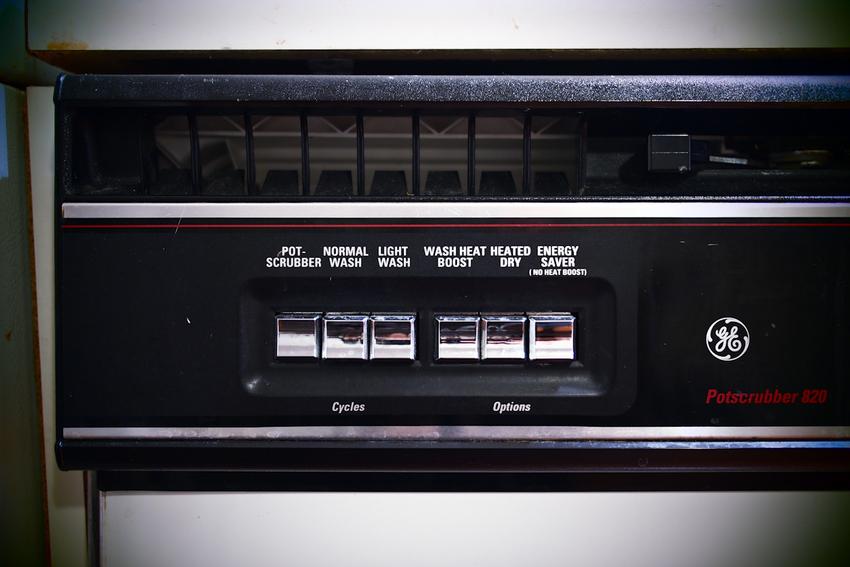 POT-
SCRUBBER
NORMAL
WASH
LIGHT
WASH
WASH HEAT
BOOST
HEATED
DRY
ENERGY
SAVER
(NO HEAT BOOST)
GE
Cycles
Options
Potscrubber 820